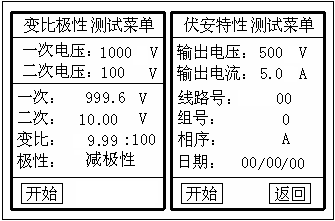 变比极性 测试菜单
一次电压: 1000 V
二次电压: 100 V
一次: 999.6 V
二次: 10.00 V
变比: 9.99 :100
极性: 减极性
开始
伏安特性 测试菜单
输出电压: 500 V
输出电流: 5.0 A
线路号: 00
组号: 0
相序: A
日期: 00/00/00
开始 返回